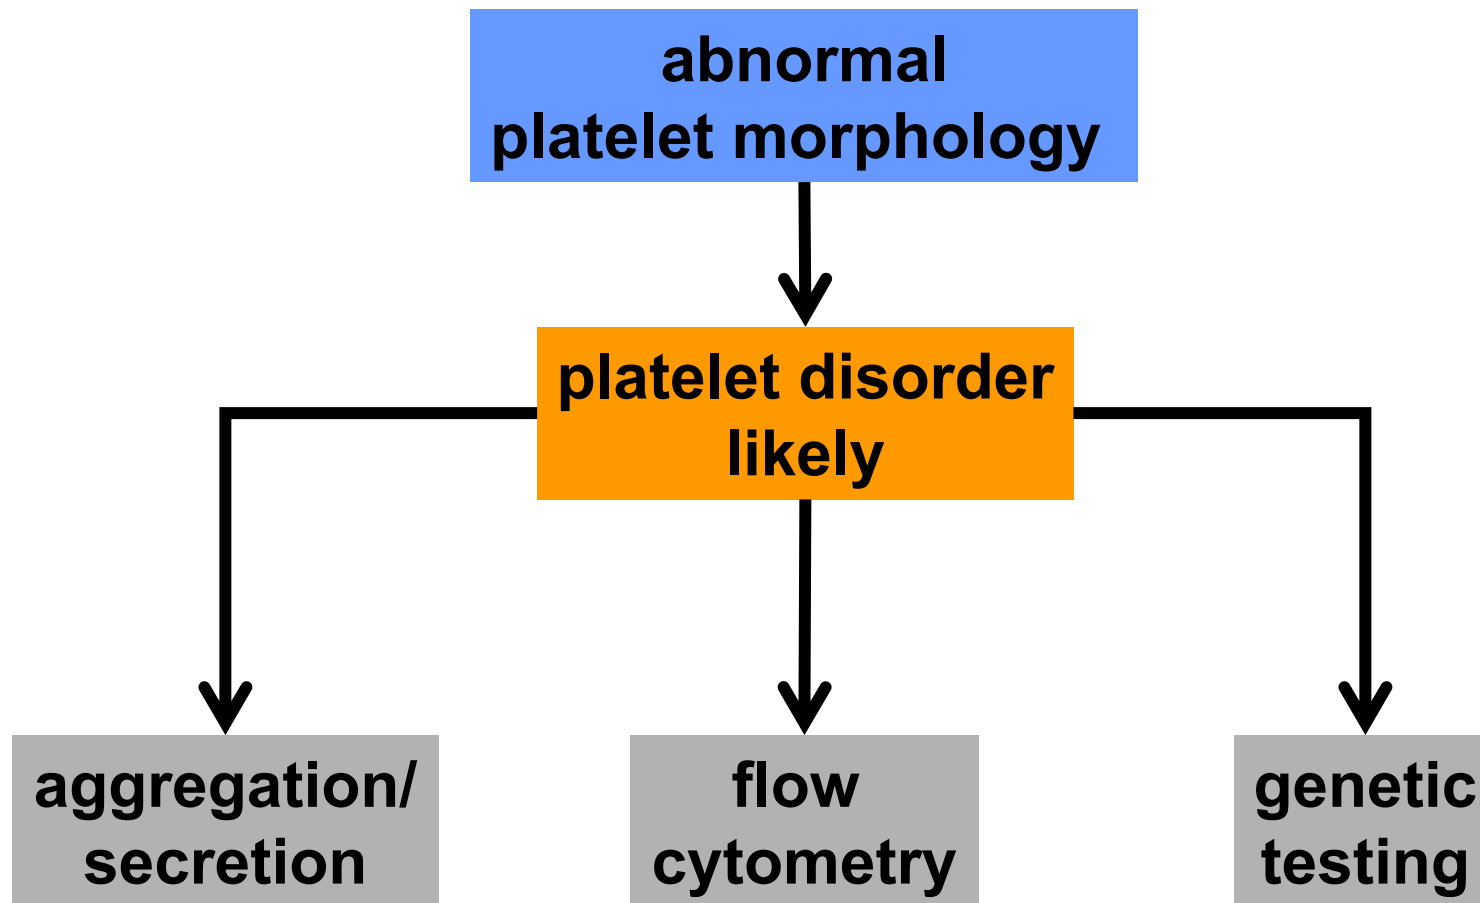 abnormal
platelet morphology
platelet disorder
likely
aggregation/
secretion
flow
cytometry
genetic
testing